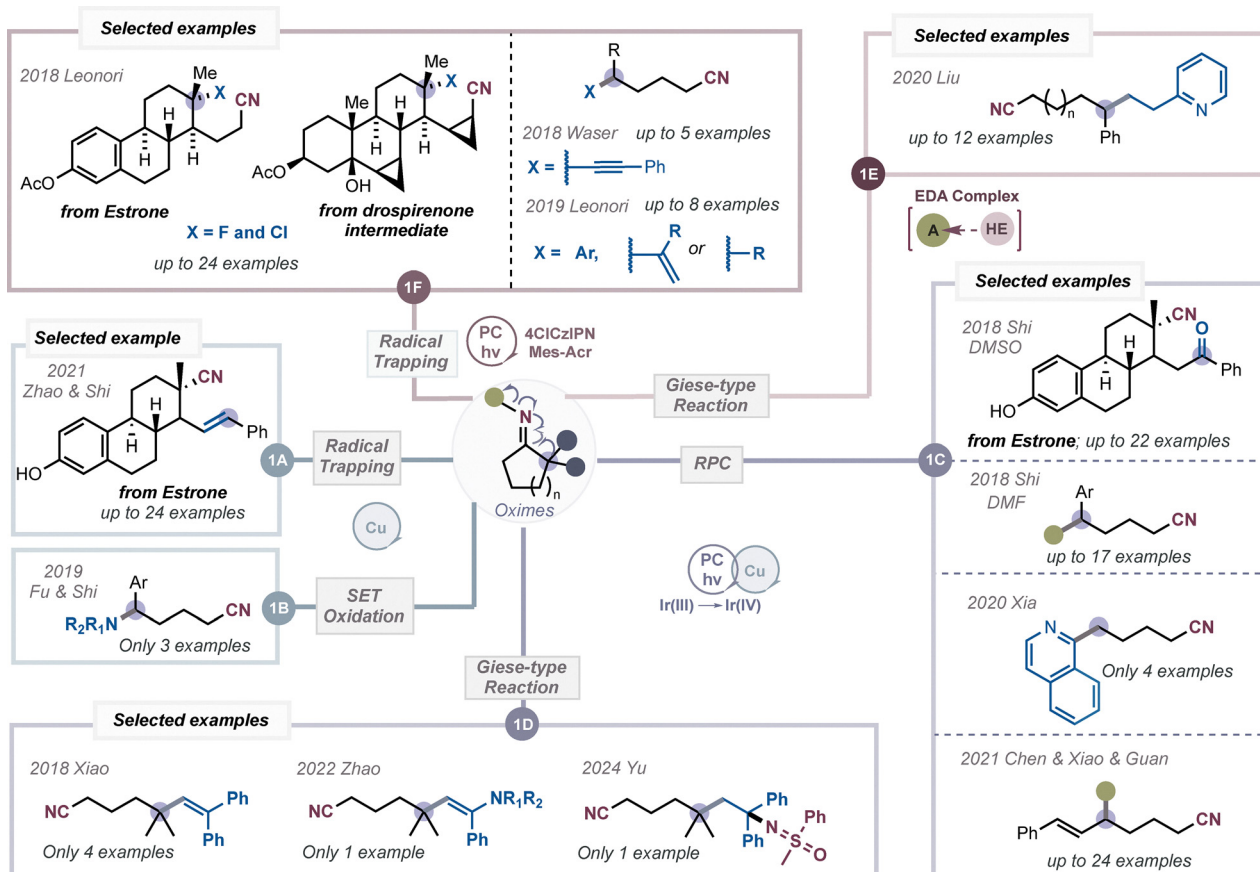 Selected examples
2018 Leonori
Me
X
CN
H
H
H
AcO
from Estrone
Me
X
CN
Me
H
H
H
AcO
OH
from drospirenone
intermediate
X = F and Cl
up to 24 examples
R
X
CN
2018 Waser
up to 5 examples
X =
Ph
2019 Leonori
up to 8 examples
X = Ar,
R
or
R
1F
Selected examples
2020 Liu
NC
( )n
Ph
N
up to 12 examples
1E
EDA Complex
A
HE
Radical
Trapping
PC
hv
4ClCzIPN
Mes-Acr
Giese-type
Reaction
Selected example
2021
Zhao & Shi
CN
H
H
Ph
HO
from Estrone
up to 24 examples
1A
Radical
Trapping
N
( )n
Oximes
RPC
1C
Cu
2019
Fu & Shi
Ar
R2R1N
CN
Only 3 examples
1B
SET
Oxidation
PC
hv
Cu
Ir(III) → Ir(IV)
Giese-type
Reaction
1D
Selected examples
2018 Shi
DMSO
CN
O
H
H
Ph
HO
from Estrone; up to 22 examples
2018 Shi
DMF
Ar
CN
up to 17 examples
2020 Xia
N
CN
Only 4 examples
2021 Chen & Xiao & Guan
Ph
CN
up to 24 examples
Selected examples
2018 Xiao
NC
Ph
Ph
Only 4 examples
2022 Zhao
NC
NR1R2
Ph
Only 1 example
2024 Yu
NC
Ph
Ph
N
S
Ph
O
Only 1 example